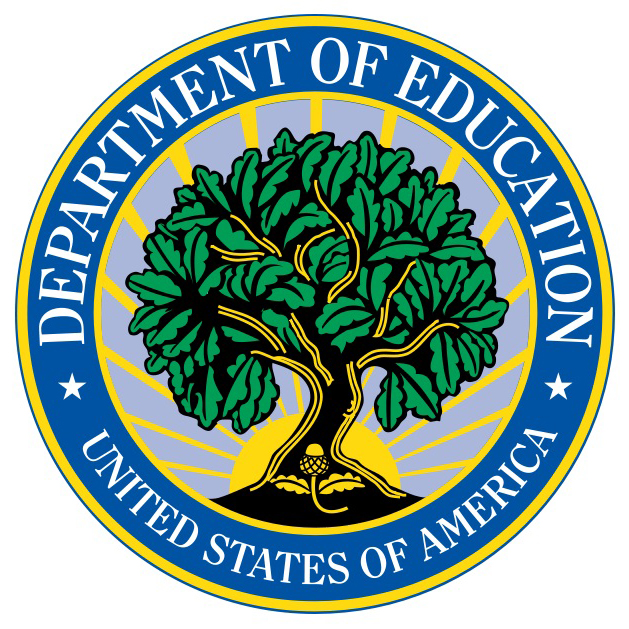 DEPARTMENT OF EDUCATION
UNITED STATES OF AMERICA